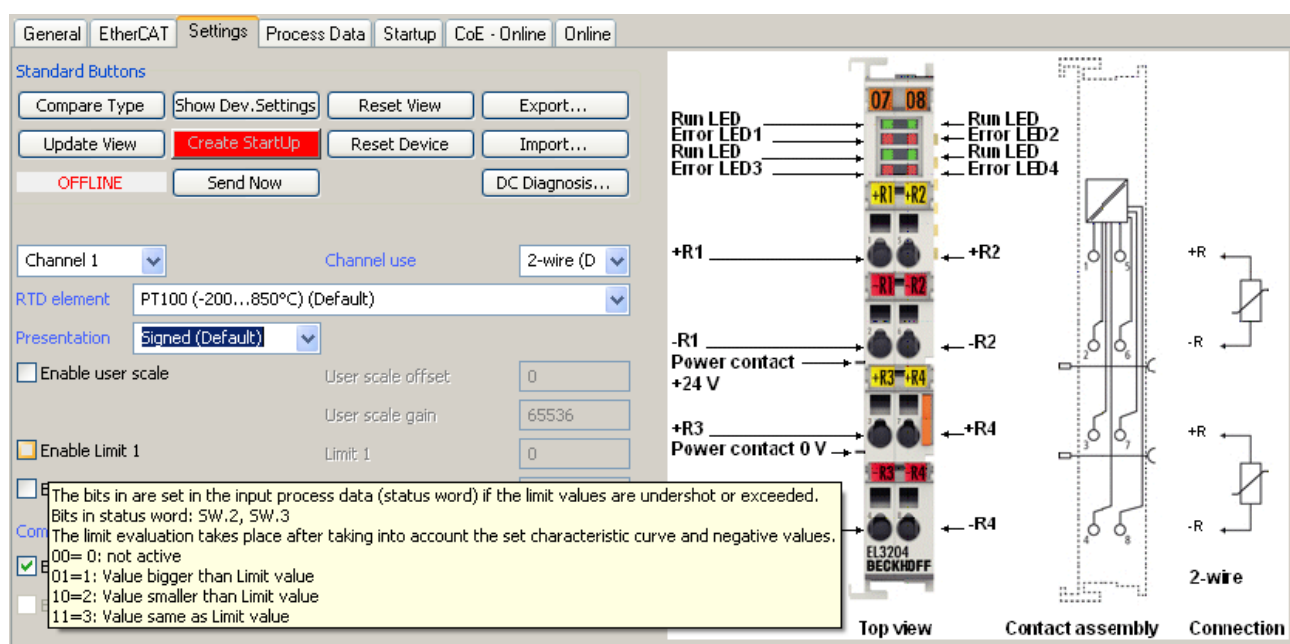 General EtherCAT Settings Process Data Startup CoE - Online Online
Standard Buttons
Compare Type Show Dev.Settings Reset View Export...
Update View Create StartUp Reset Device Import...
OFFLINE Send Now DC Diagnosis...
Channel 1 Channel use 2-wire (D
RTD element PT100 (-200...850°C) (Default)
Presentation Signed (Default)
Enable user scale User scale offset 0
User scale gain 65536
Enable Limit 1 Limit 1 0
The bits in are set in the input process data (status word) if the limit values are undershot or exceeded.
Bits in status word: SW.2, SW.3
The limit evaluation takes place after taking into account the set characteristic curve and negative values.
00= 0: not active
01=1: Value bigger than Limit value
10=2: Value smaller than Limit value
11=3: Value same as Limit value
Com
07 08
Run LED Run LED
Error LED1 Error LED2
Run LED Run LED
Error LED3 Error LED4
+R1 +R2
+R1 +R2
-R1 -R2
-R1 -R2
Power contact
+24 V
+R3 +R4
+R3 +R4
Power contact 0 V
-R3 -R4
-R4
EL3204
BECKHOFF
Top view
1 5
2 6
3 7
4 8
Contact assembly
+R
-R
+R
-R
2-wire
Connection